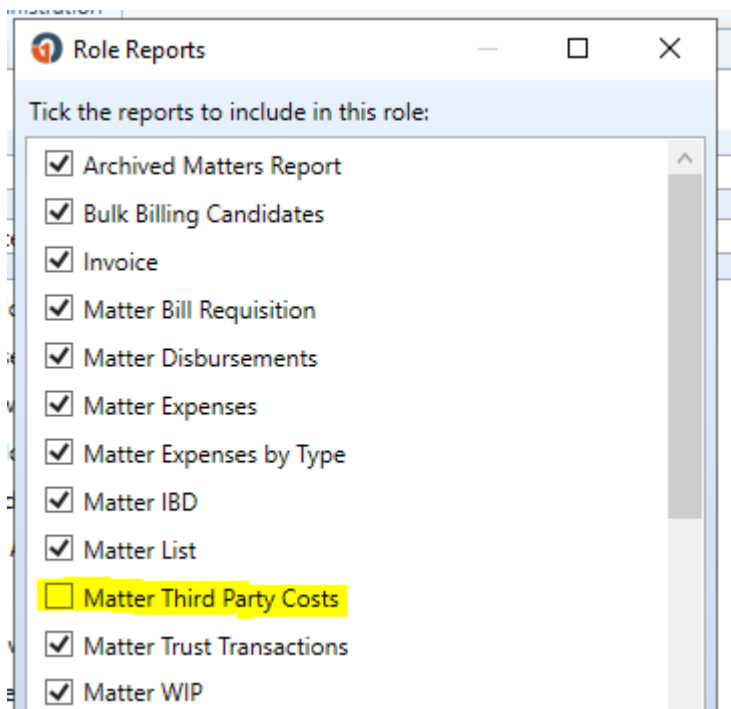 Role Reports
Tick the reports to include in this role:
Archived Matters Report
Bulk Billing Candidates
Invoice
Matter Bill Requisition
Matter Disbursements
Matter Expenses
Matter Expenses by Type
Matter IBD
Matter List
Matter Third Party Costs
Matter Trust Transactions
Matter WIP